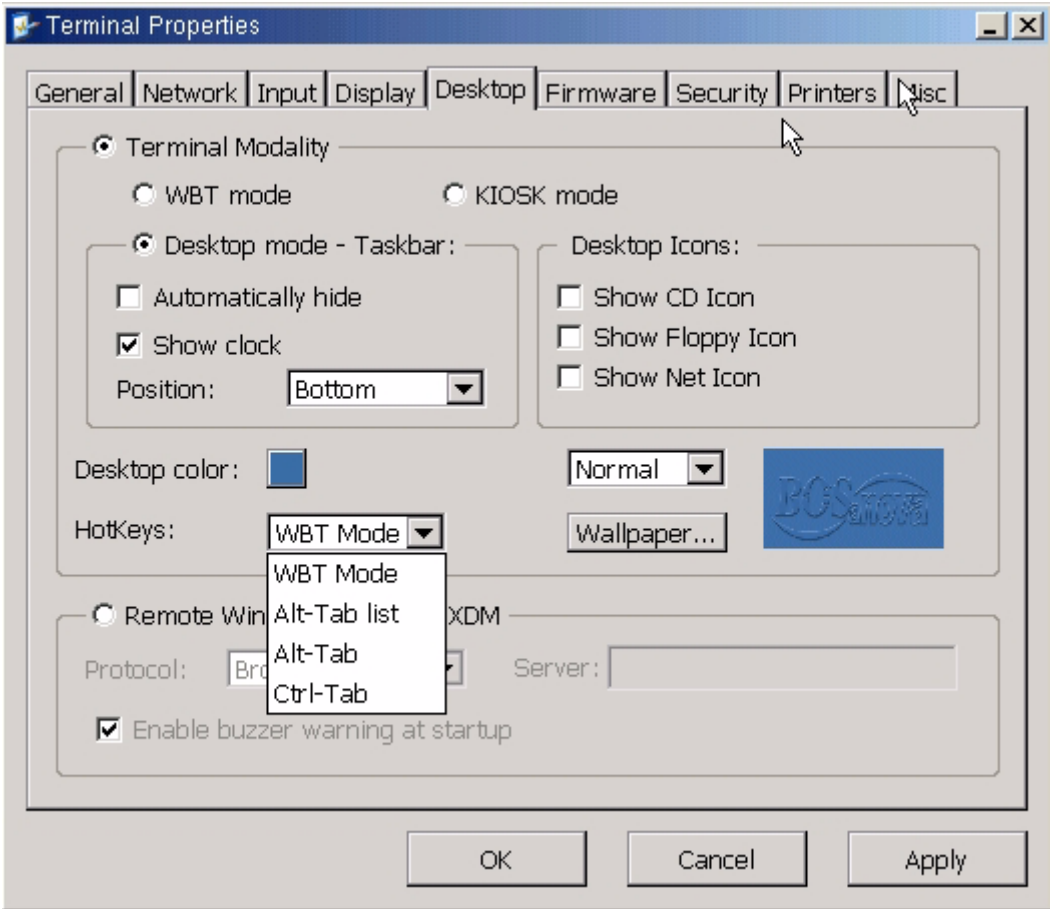 Terminal Properties
General Network Input Display Desktop Firmware Security Printers Misc
Terminal Modality
WBT mode KIOSK mode
Desktop mode - Taskbar: Desktop Icons:
Automatically hide Show CD Icon
Show clock Show Floppy Icon
Position: Bottom Show Net Icon
Desktop color: Normal
BOSanova
HotKeys: WBT Mode Wallpaper...
WBT Mode
Alt-Tab list
Remote XDM
Alt-Tab
Protocol: Server:
Ctrl-Tab
Enable buzzer warning at startup
OK Cancel Apply